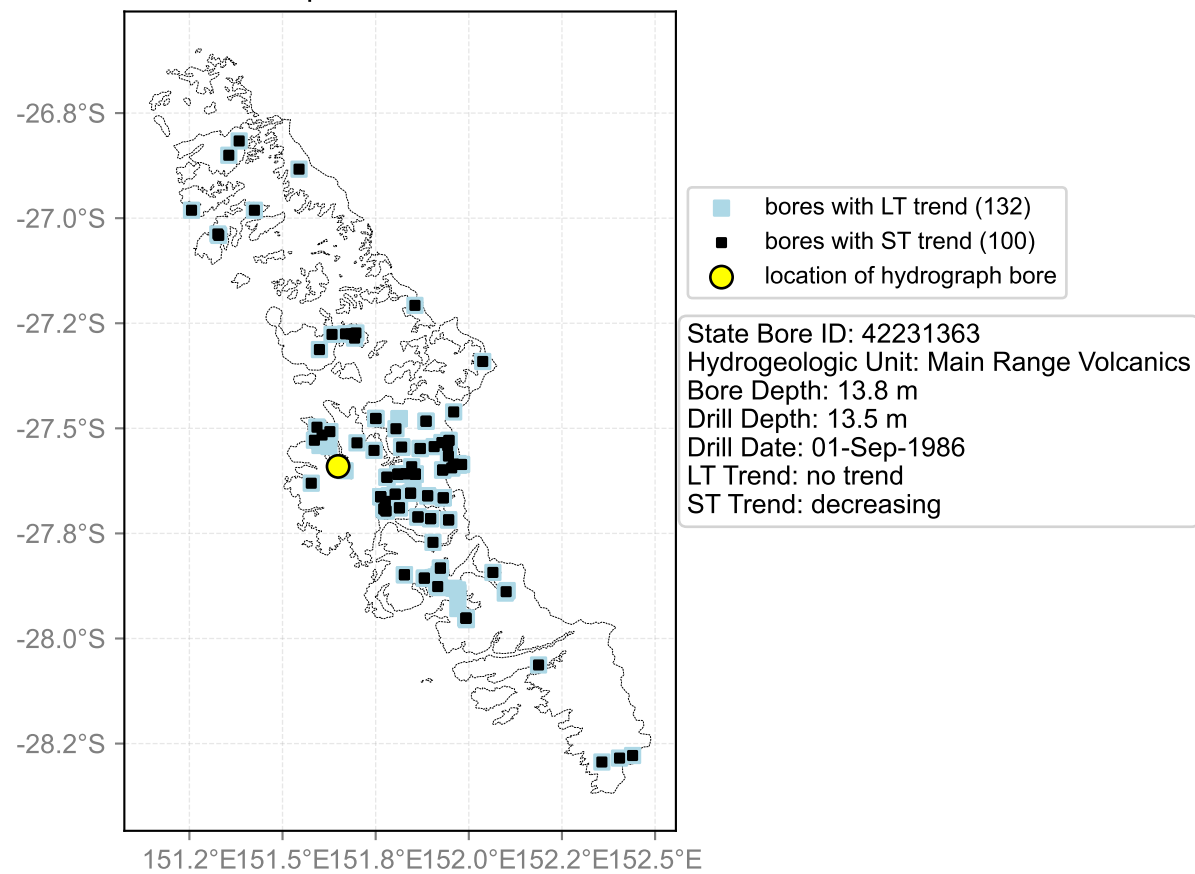 -26.8°S
-27.0°S
-27.2°S
-27.5°S
-27.8°S
-28.0°S
-28.2°S
151.2°E151.5°E151.8°E152.0°E152.2°E152.5°E
bores with LT trend (132)
bores with ST trend (100)
location of hydrograph bore
State Bore ID: 42231363
Hydrogeologic Unit: Main Range Volcanics
Bore Depth: 13.8 m
Drill Depth: 13.5 m
Drill Date: 01-Sep-1986
LT Trend: no trend
ST Trend: decreasing